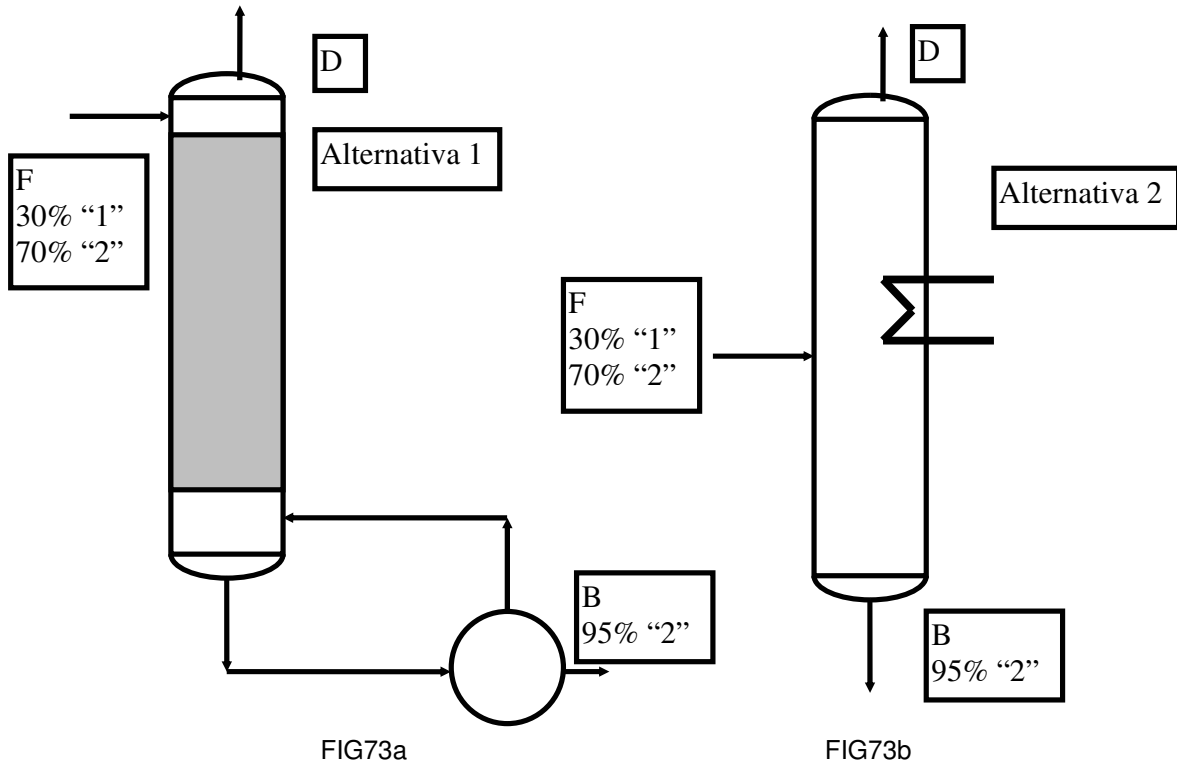 D
Alternativa 1
F
30% “1”
70% “2”
B
95% “2”
FIG73a
D
Alternativa 2
F
30% “1”
70% “2”
B
95% “2”
FIG73b